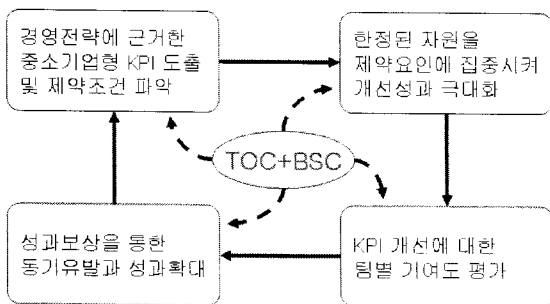 경영전략에 근거한
중소기업형 KPI 도출
및 제약조건 파악
한정된 자원을
제약요인에 집중시켜
개선성과 극대화
TOC+BSC
성과보상을 통한
동기유발과 성과확대
KPI 개선에 대한
팀별 기여도 평가